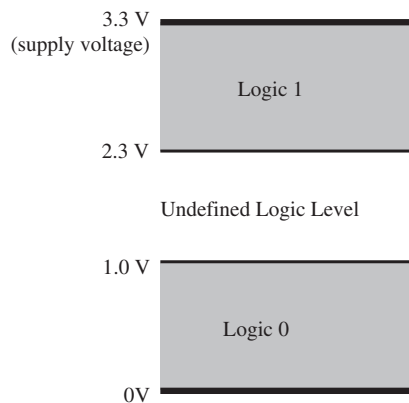 3.3 V
(supply voltage)
Logic 1
2.3 V
Undefined Logic Level
1.0 V
Logic 0
0V